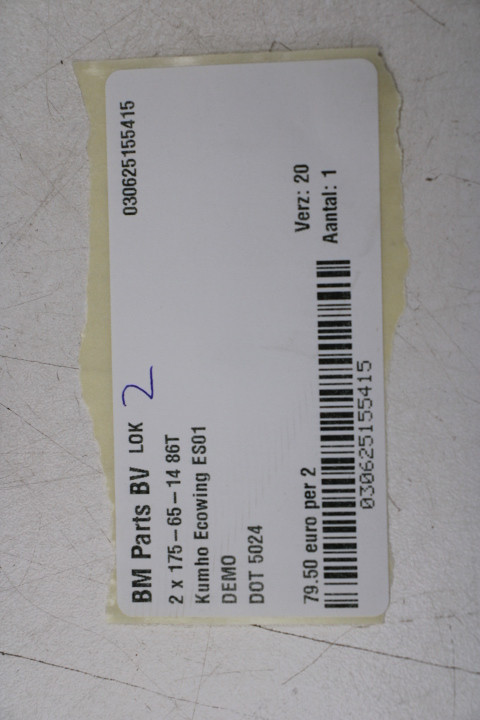 BM Parts BV LOK 2 030625155415
2 x 175-65-14 86T
Kumho Ecowing ES01
DEMO
DOT 5024
Verz: 20
79.50 euro per 2 Aantal: 1
030625155415